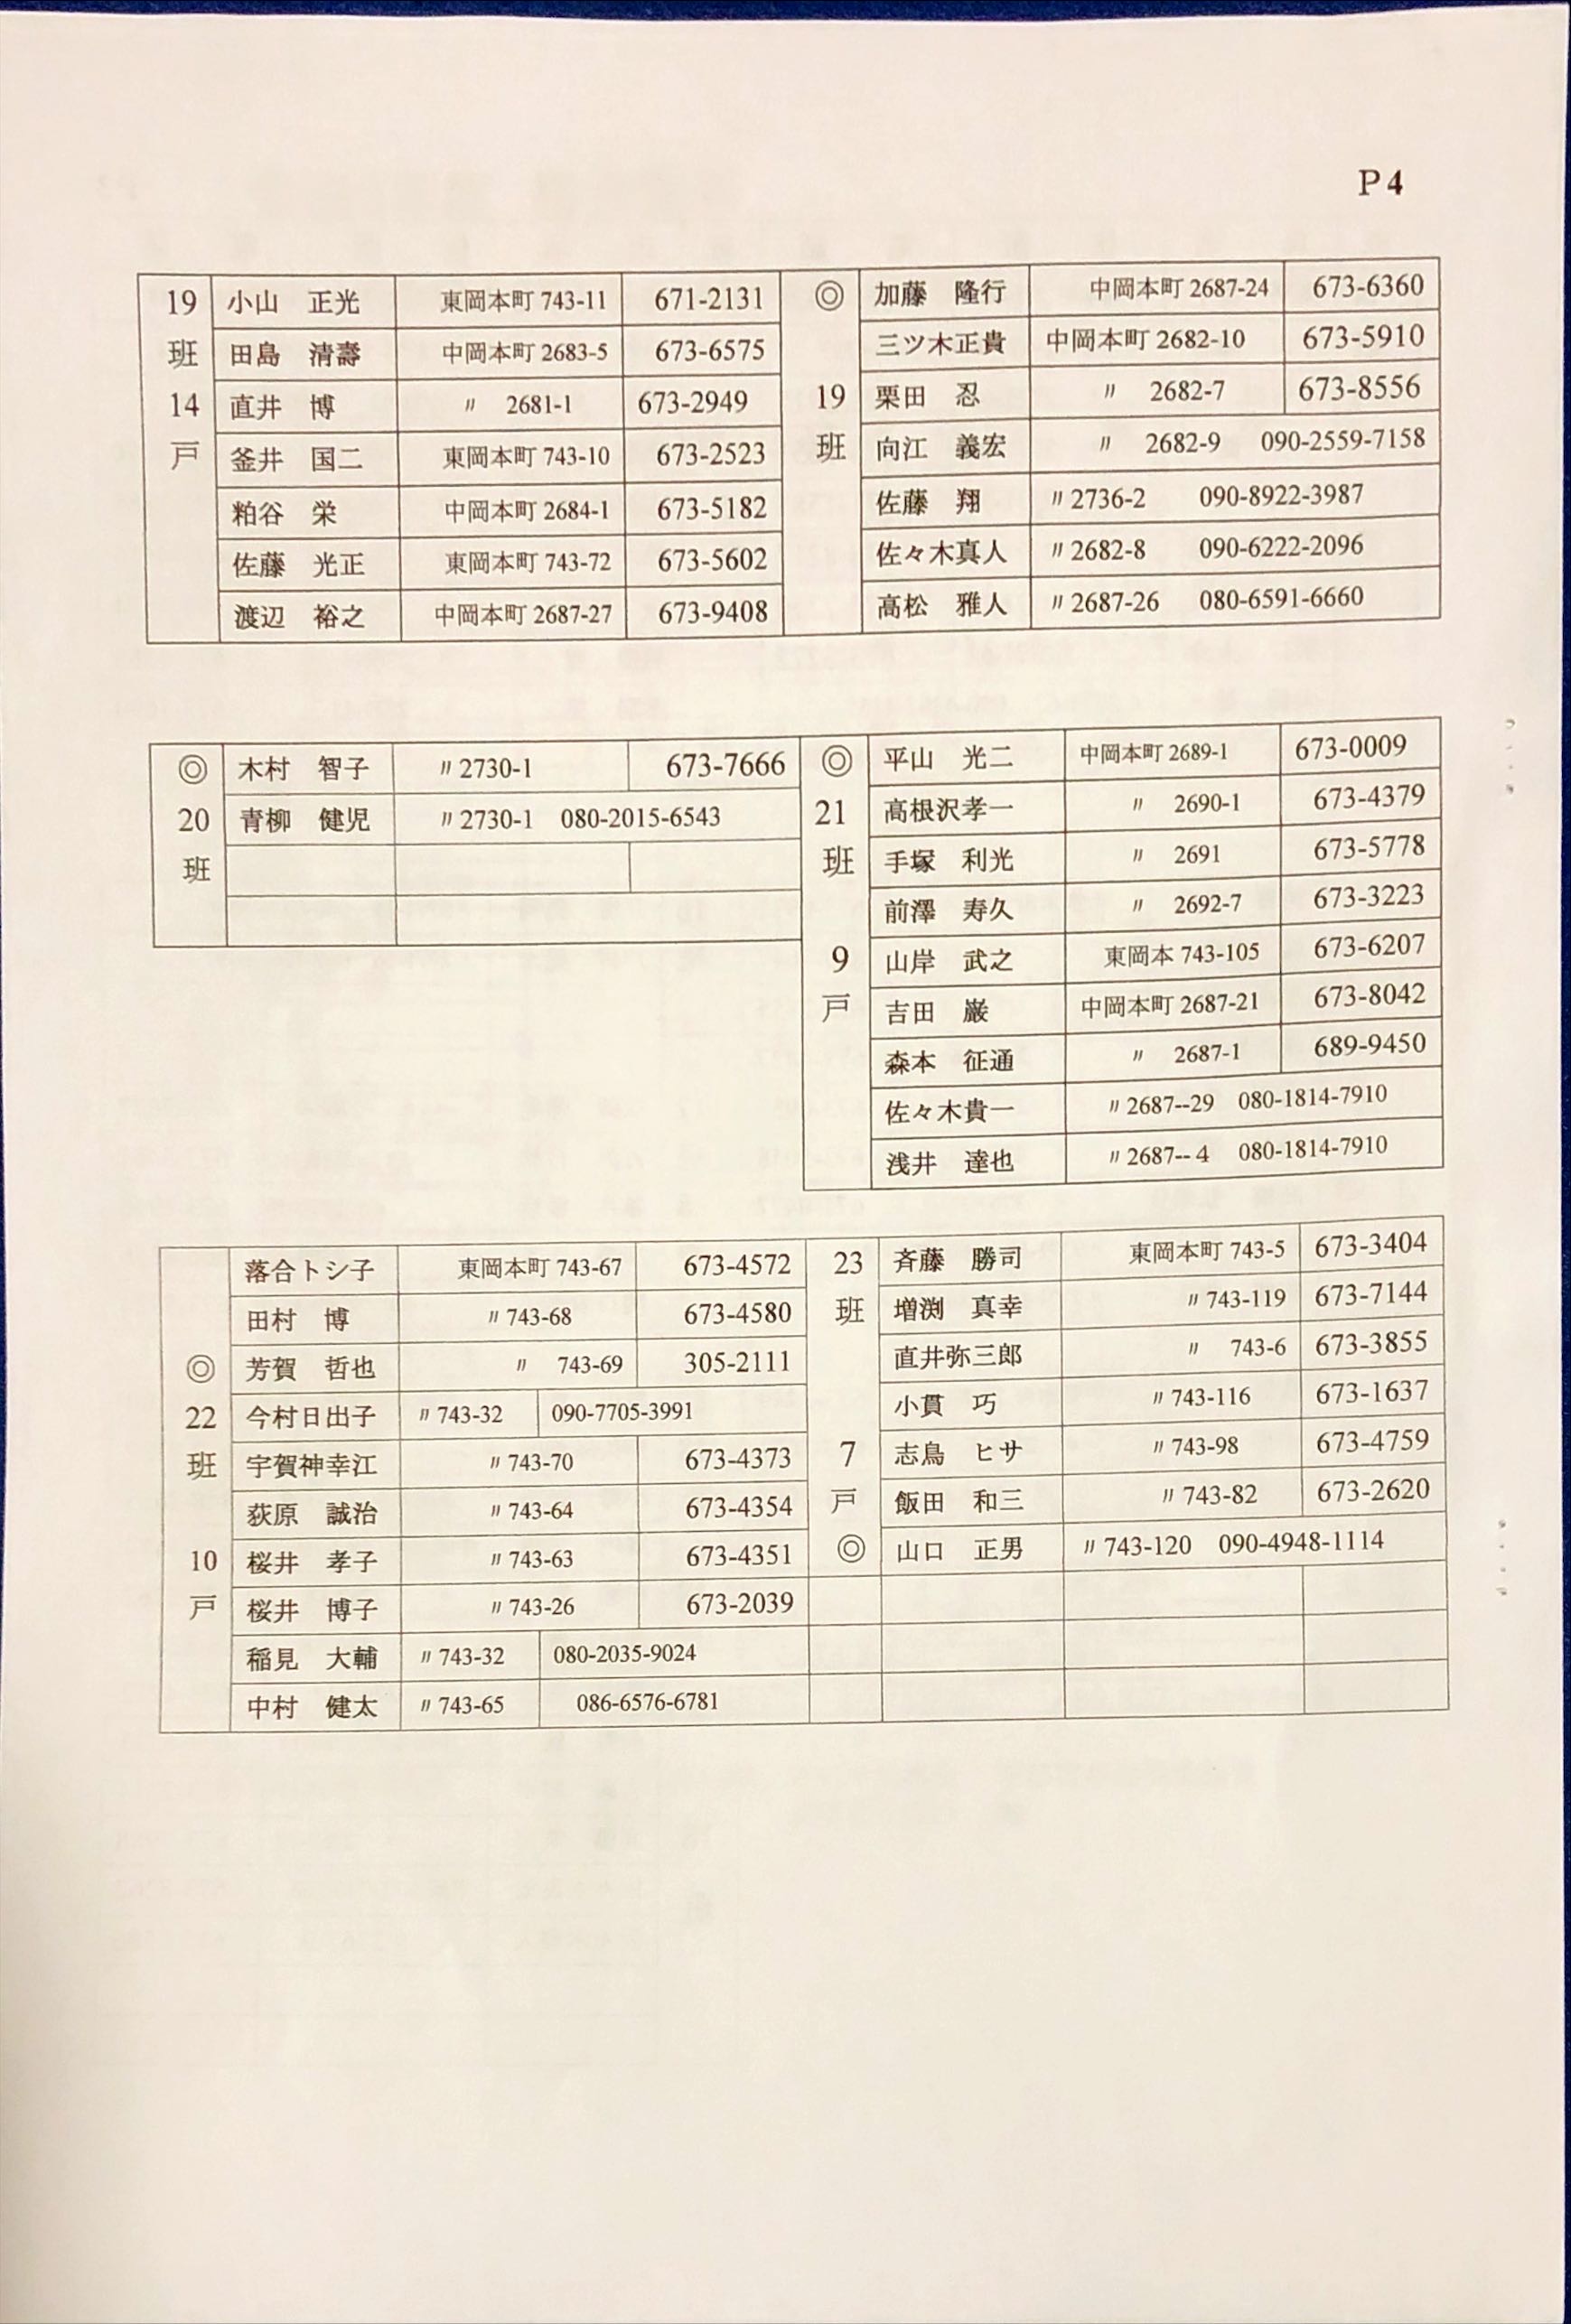 P4
19 小山　正光 東岡本町 743-11 671-2131
班 田島　清壽 中岡本町 2683-5 673-6575
14 直井　博 〃　2681-1 673-2949
戸 釜井　国二 東岡本町 743-10 673-2523
粕谷　栄 中岡本町 2684-1 673-5182
佐藤　光正 東岡本町 743-72 673-5602
渡辺　裕之 中岡本町 2687-27 673-9408
◎ 加藤　隆行 中岡本町 2687-24 673-6360
三ツ木正貴 中岡本町 2682-10 673-5910
19 栗田　忍 〃　2682-7 673-8556
班 向江　義宏 〃　2682-9 090-2559-7158
佐藤　翔 〃2736-2 090-8922-3987
佐々木真人 〃2682-8 090-6222-2096
高松　雅人 〃2687-26 080-6591-6660
◎ 木村　智子 〃2730-1 673-7666
20 青柳　健児 〃2730-1 080-2015-6543
班
◎ 平山　光二 中岡本町 2689-1 673-0009
21 高根沢孝一 〃　2690-1 673-4379
班 手塚　利光 〃　2691 673-5778
前澤　寿久 〃　2692-7 673-3223
9 山岸　武之 東岡本 743-105 673-6207
戸 吉田　巌 中岡本町 2687-21 673-8042
森本　征通 〃　2687-1 689-9450
佐々木貴一 〃2687--29 080-1814-7910
浅井　達也 〃2687--４ 080-1814-7910
落合トシ子 東岡本町 743-67 673-4572
田村　博 〃743-68 673-4580
◎ 芳賀　哲也 〃　743-69 305-2111
22 今村日出子 〃743-32 090-7705-3991
班 宇賀神幸江 〃743-70 673-4373
荻原　誠治 〃743-64 673-4354
10 桜井　孝子 〃743-63 673-4351
戸 桜井　博子 〃743-26 673-2039
稲見　大輔 〃743-32 080-2035-9024
中村　健太 〃743-65 086-6576-6781
23 斉藤　勝司 東岡本町 743-5 673-3404
班 増渕　真幸 〃743-119 673-7144
直井弥三郎 〃　743-6 673-3855
小貫　巧 〃743-116 673-1637
7 志鳥　ヒサ 〃743-98 673-4759
戸 飯田　和三 〃743-82 673-2620
◎ 山口　正男 〃743-120 090-4948-1114